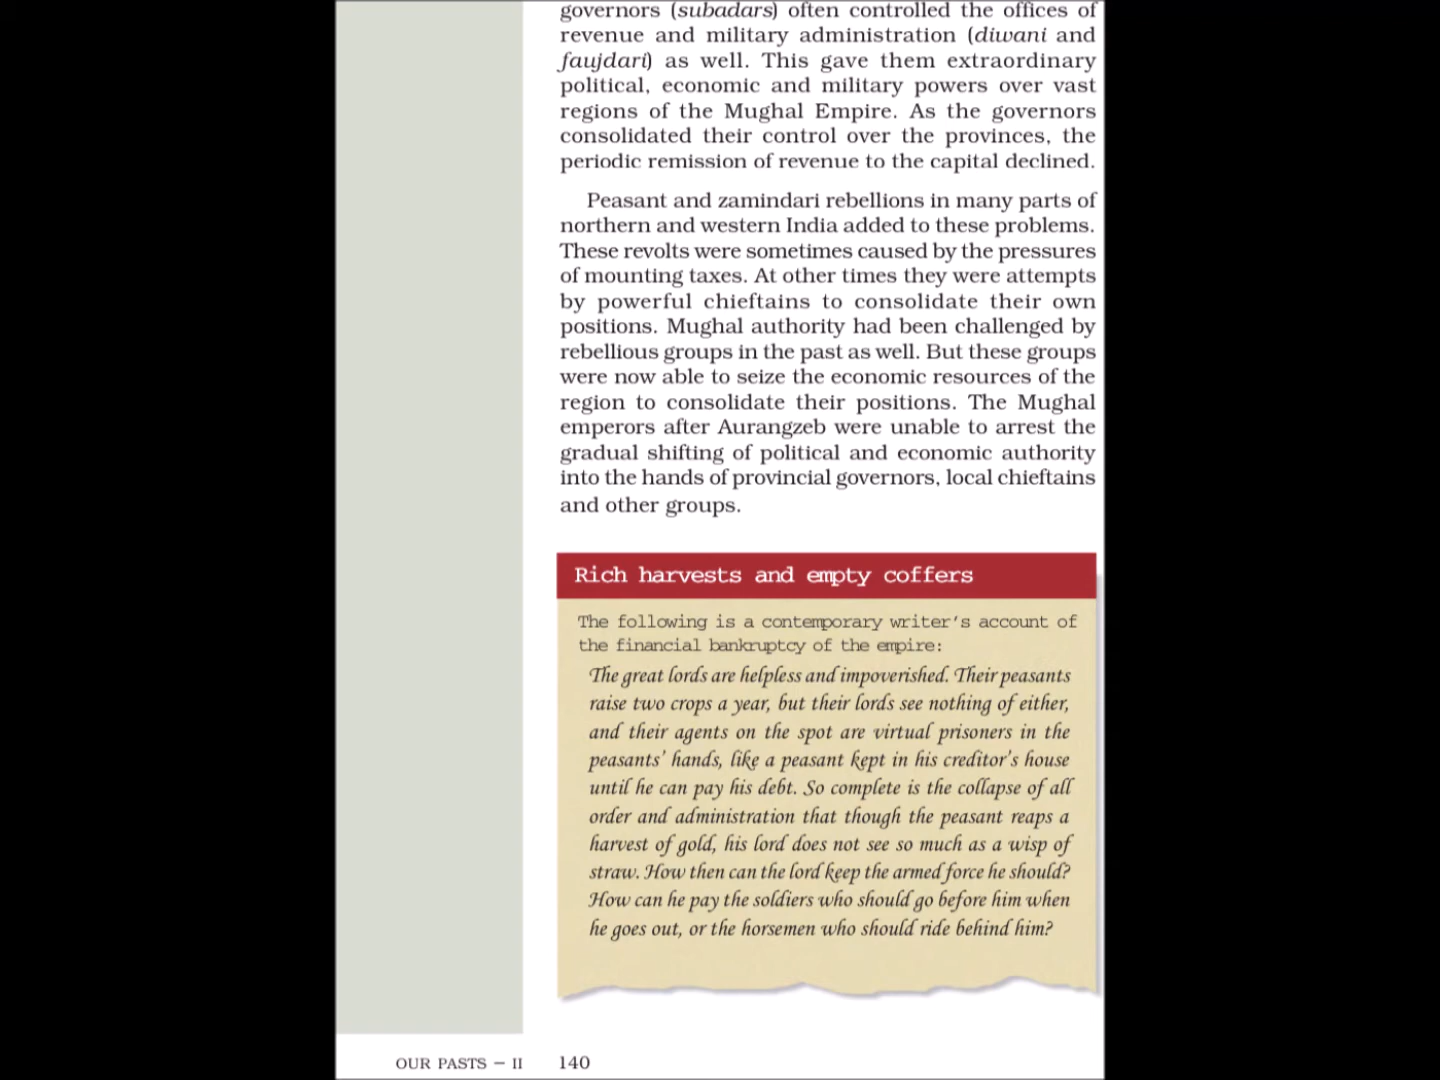 governors (subadars) often controlled the offices of
revenue and military administration (diwani and
faujdari) as well. This gave them extraordinary
political, economic and military powers over vast
regions of the Mughal Empire. As the governors
consolidated their control over the provinces, the
periodic remission of revenue to the capital declined.
Peasant and zamindari rebellions in many parts of
northern and western India added to these problems.
These revolts were sometimes caused by the pressures
of mounting taxes. At other times they were attempts
by powerful chieftains to consolidate their own
positions. Mughal authority had been challenged by
rebellious groups in the past as well. But these groups
were now able to seize the economic resources of the
region to consolidate their positions. The Mughal
emperors after Aurangzeb were unable to arrest the
gradual shifting of political and economic authority
into the hands of provincial governors, local chieftains
and other groups.
Rich harvests and empty coffers
The following is a contemporary writer's account of
the financial bankruptcy of the empire:
The great lords are helpless and impoverished. Their peasants
raise two crops a year, but their lords see nothing of either,
and their agents on the spot are virtual prisoners in the
peasants' hands, like a peasant kept in his creditor's house
until he can pay his debt. So complete is the collapse of all
order and administration that though the peasant reaps a
harvest of gold, his lord does not see so much as a wisp of
straw. How then can the lord keep the armed force he should?
How can he pay the soldiers who should go before him when
he goes out, or the horsemen who should ride behind him?
OUR PASTS – II 140